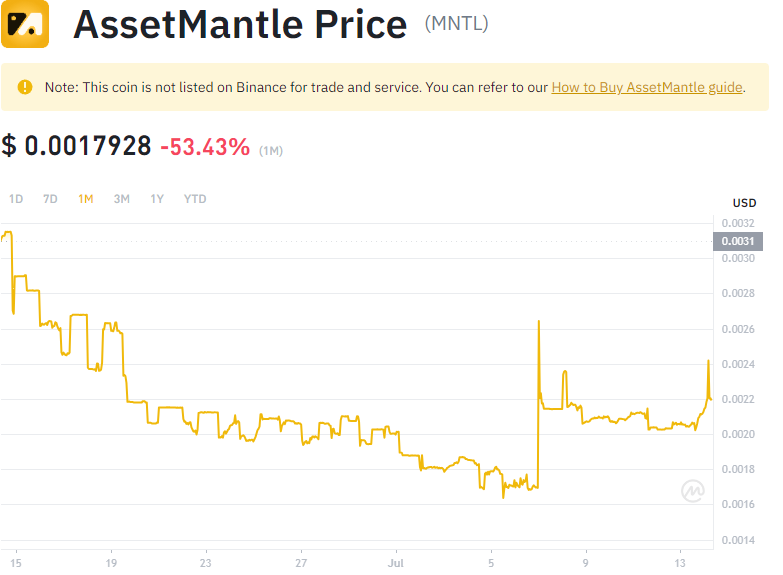 AssetMantle Price (MNTL)
Note: This coin is not listed on Binance for trade and service. You can refer to our How to Buy AssetMantle guide.
$ 0.0017928 -53.43% (1M)
1D 7D 1M 3M 1Y YTD
USD
0.0032
0.0031
0.0030
0.0028
0.0026
0.0024
0.0022
0.0020
0.0018
0.0016
0.0014
15 19 23 27 Jul 5 9 13